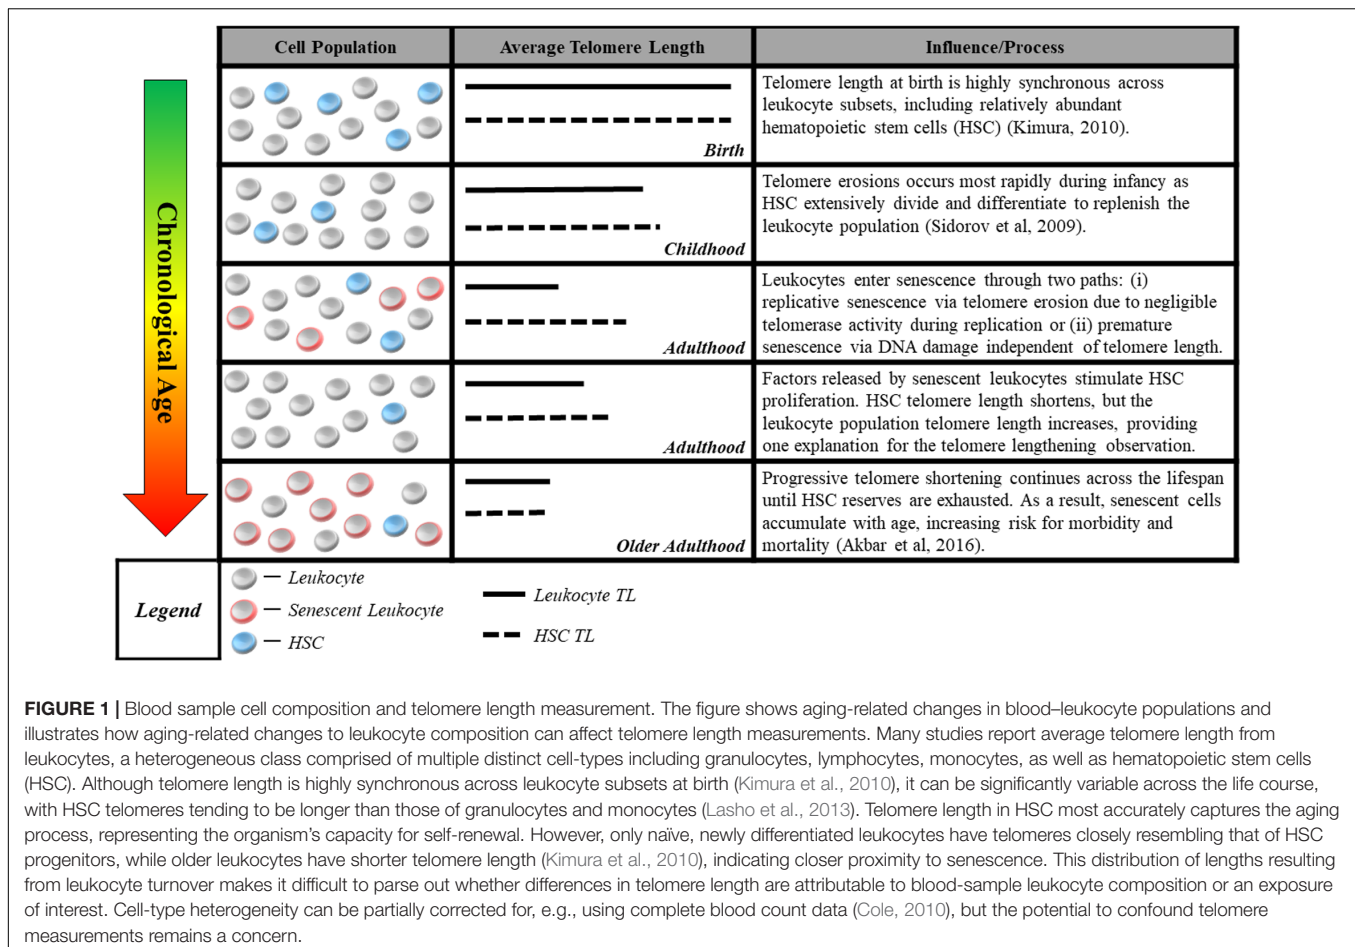 Cell Population
Average Telomere Length
Influence/Process
Chronological Age
Birth
Telomere length at birth is highly synchronous across
leukocyte subsets, including relatively abundant
hematopoietic stem cells (HSC) (Kimura, 2010).
Childhood
Telomere erosions occurs most rapidly during infancy as
HSC extensively divide and differentiate to replenish the
leukocyte population (Sidorov et al, 2009).
Adulthood
Leukocytes enter senescence through two paths: (i)
replicative senescence via telomere erosion due to negligible
telomerase activity during replication or (ii) premature
senescence via DNA damage independent of telomere length.
Adulthood
Factors released by senescent leukocytes stimulate HSC
proliferation. HSC telomere length shortens, but the
leukocyte population telomere length increases, providing
one explanation for the telomere lengthening observation.
Older Adulthood
Progressive telomere shortening continues across the lifespan
until HSC reserves are exhausted. As a result, senescent cells
accumulate with age, increasing risk for morbidity and
mortality (Akbar et al, 2016).
Legend
— Leukocyte
— Senescent Leukocyte
— HSC
Leukocyte TL
HSC TL
FIGURE 1 | Blood sample cell composition and telomere length measurement. The figure shows aging-related changes in blood–leukocyte populations and
illustrates how aging-related changes to leukocyte composition can affect telomere length measurements. Many studies report average telomere length from
leukocytes, a heterogeneous class comprised of multiple distinct cell-types including granulocytes, lymphocytes, monocytes, as well as hematopoietic stem cells
(HSC). Although telomere length is highly synchronous across leukocyte subsets at birth (Kimura et al., 2010), it can be significantly variable across the life course,
with HSC telomeres tending to be longer than those of granulocytes and monocytes (Lasho et al., 2013). Telomere length in HSC most accurately captures the aging
process, representing the organism's capacity for self-renewal. However, only naïve, newly differentiated leukocytes have telomeres closely resembling that of HSC
progenitors, while older leukocytes have shorter telomere length (Kimura et al., 2010), indicating closer proximity to senescence. This distribution of lengths resulting
from leukocyte turnover makes it difficult to parse out whether differences in telomere length are attributable to blood-sample leukocyte composition or an exposure
of interest. Cell-type heterogeneity can be partially corrected for, e.g., using complete blood count data (Cole, 2010), but the potential to confound telomere
measurements remains a concern.